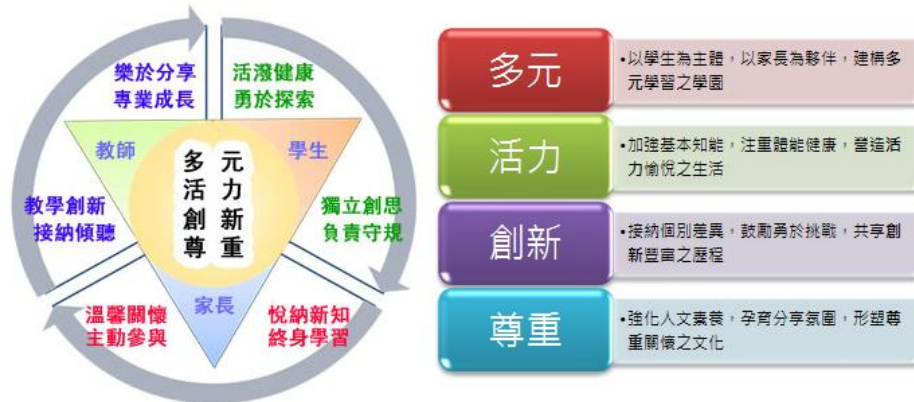 樂於分享
專業成長
活潑健康
勇於探索
教師
學生
多元
活力
創新
尊重
教學創新
接納傾聽
獨立創思
負責守規
家長
溫馨關懷
主動參與
悅納新知
終身學習
多元
•以學生為主體，以家長為夥伴，建構多
元學習之學園
活力
•加強基本知能，注重體能健康，營造活
力愉悅之生活
創新
•接納個別差異，鼓勵勇於挑戰，共享創
新豐富之歷程
尊重
•強化人文素養，孕育分享氛圍，形塑尊
重關懷之文化